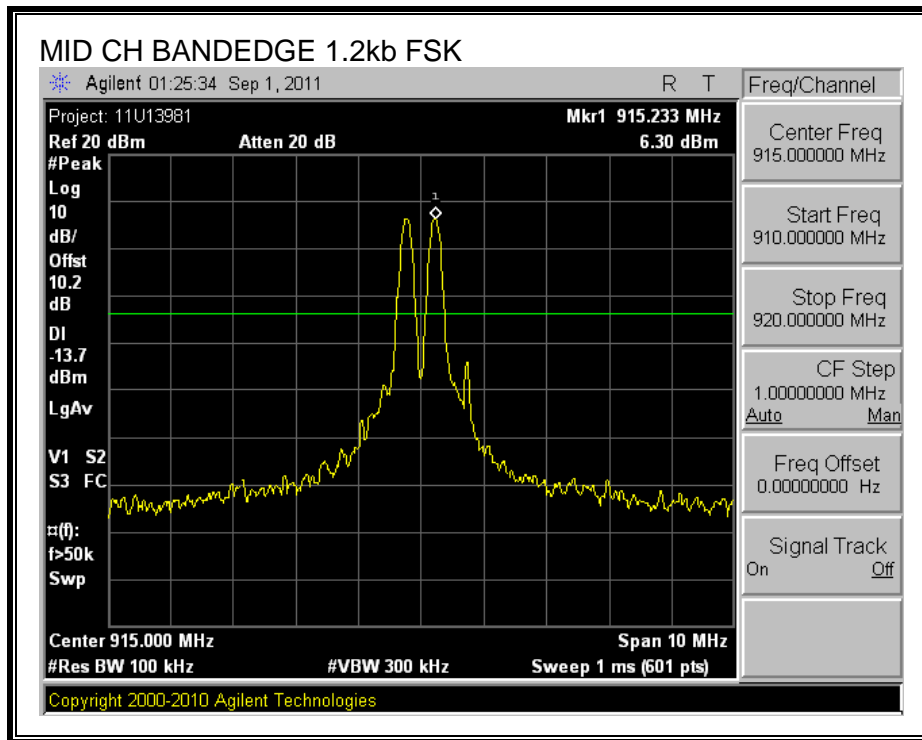 MID CH BANDEDGE 1.2kb FSK
Agilent 01:25:34 Sep 1, 2011 R T
Project: 11U13981 Mkr1 915.233 MHz
Ref 20 dBm Atten 20 dB 6.30 dBm
#Peak
Log
10
dB/
Offst
10.2
dB
DI
-13.7
dBm
LgAv
V1 S2
S3 FC
¤(f):
f>50k
Swp
1
Center 915.000 MHz Span 10 MHz
#Res BW 100 kHz #VBW 300 kHz Sweep 1 ms (601 pts)
Copyright 2000-2010 Agilent Technologies
Freq/Channel
Center Freq
915.000000 MHz
Start Freq
910.000000 MHz
Stop Freq
920.000000 MHz
CF Step
1.00000000 MHz
Auto Man
Freq Offset
0.00000000 Hz
Signal Track
On Off